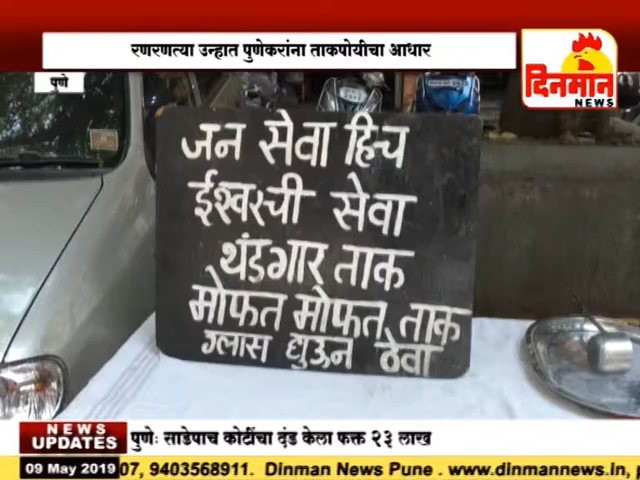 रणरणत्या उन्हात पुणेकरांना ताकपोयीचा आधार
दिनमान
NEWS
पुणे
जन सेवा हिच
ईश्वरची सेवा
थंडगार ताक
मोफत मोफत ताक
ग्लास धुऊन ठेवा
NEWS
UPDATES
पुणेः साडेपाच कोटींचा दंड केला फक्त २३ लाख
09 May 2019
07, 9403568911. Dinman News Pune . www.dinmannews.in, p